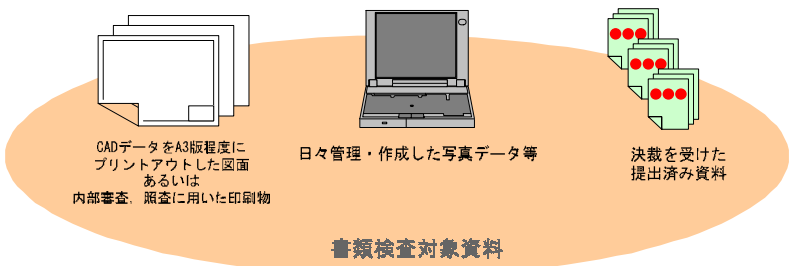 CADデータをA3版程度に
プリントアウトした図面
あるいは
内部審査，照査に用いた印刷物
日々管理・作成した写真データ等
決裁を受けた
提出済み資料
書類検査対象資料